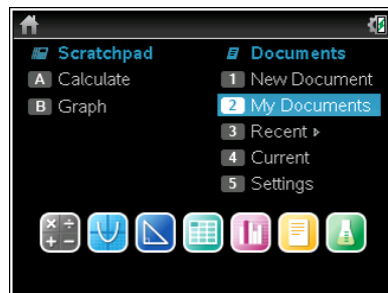 Scratchpad
A Calculate
B Graph
Documents
1 New Document
2 My Documents
3 Recent ▸
4 Current
5 Settings